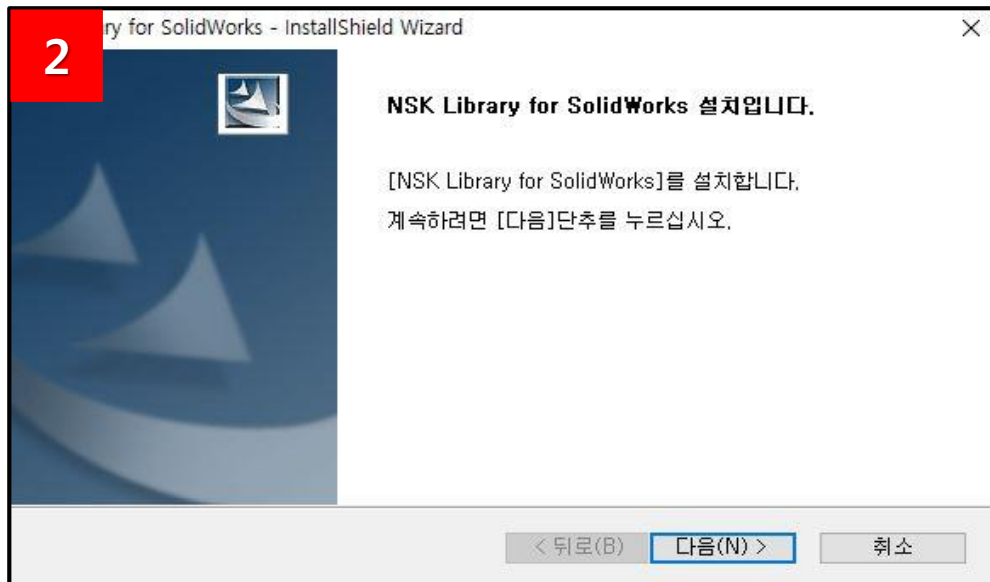 2
ry for SolidWorks - InstallShield Wizard
NSK Library for SolidWorks 설치입니다.
[NSK Library for SolidWorks]를 설치합니다.
계속하려면 [다음]단추를 누르십시오.
< 뒤로(B)
다음(N) >
취소